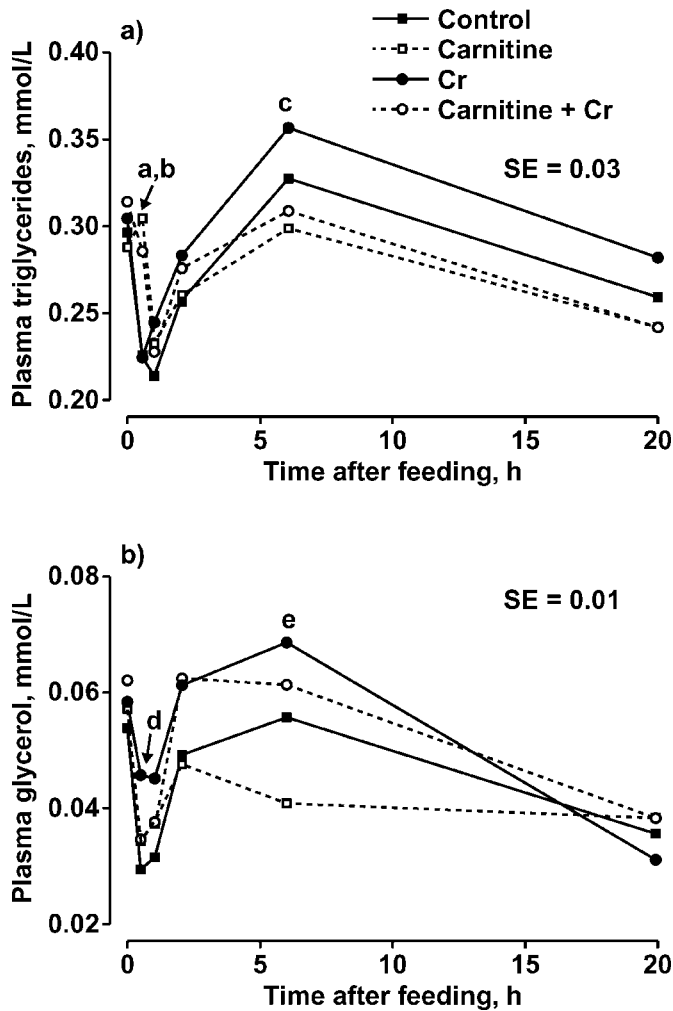 a)
Control
Carnitine
Cr
Carnitine + Cr
Plasma triglycerides, mmol/L
0.40
0.35
0.30
0.25
0.20
a,b
c
SE = 0.03
0
5
10
15
20
Time after feeding, h
b)
Plasma glycerol, mmol/L
0.08
0.06
0.04
0.02
d
e
SE = 0.01
0
5
10
15
20
Time after feeding, h